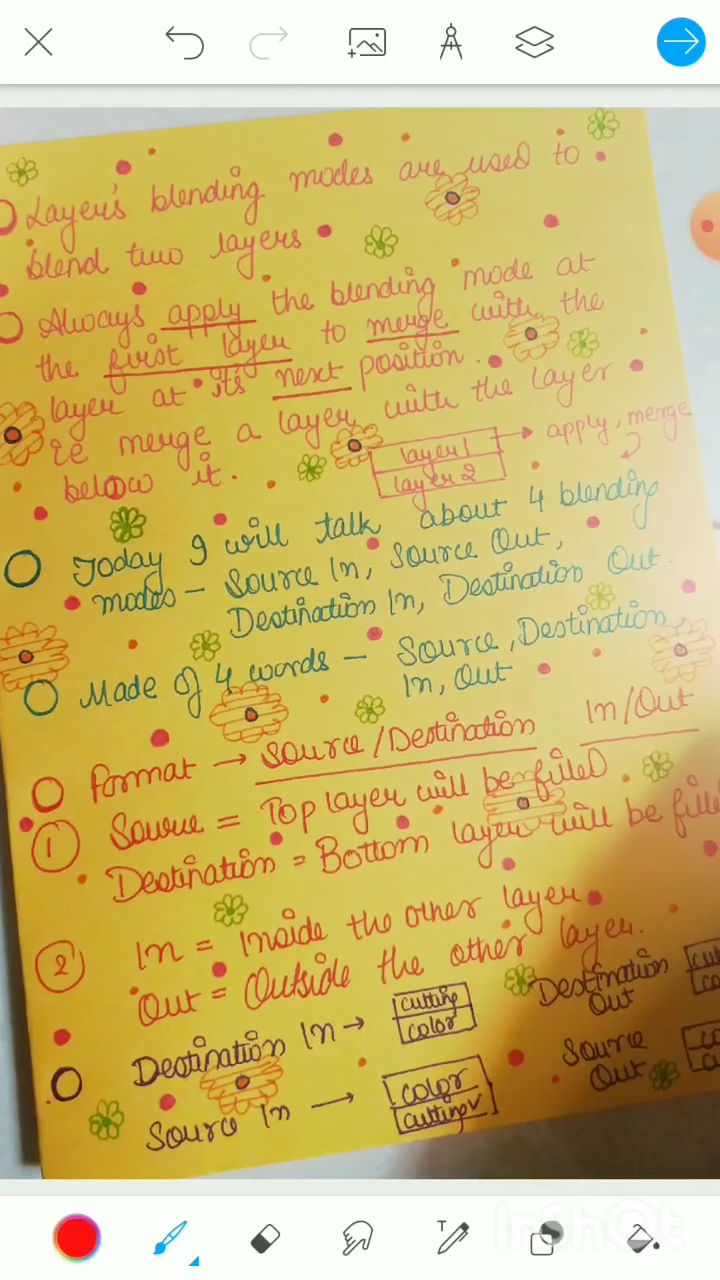 Layer's blending modes are used to
blend two layers
Always apply the blending mode at
the first layer to merge with the
layer at its next position.
ie merge a layer with the layer
below it.
layer 1 → apply, merge
layer 2
Today I will talk about 4 blending
modes – Source In, Source Out,
Destination In, Destination Out.
Made of 4 words – Source, Destination,
In, Out
Format → Source/Destination In/Out
① Source = Top layer will be filled.
Destination = Bottom layer will be fille
② In = Inside the other layer.
Out = Outside the other layer.
Destination In → cutting
color
Destination
Out
Source In → color
cutting
Source
Out
InShOt